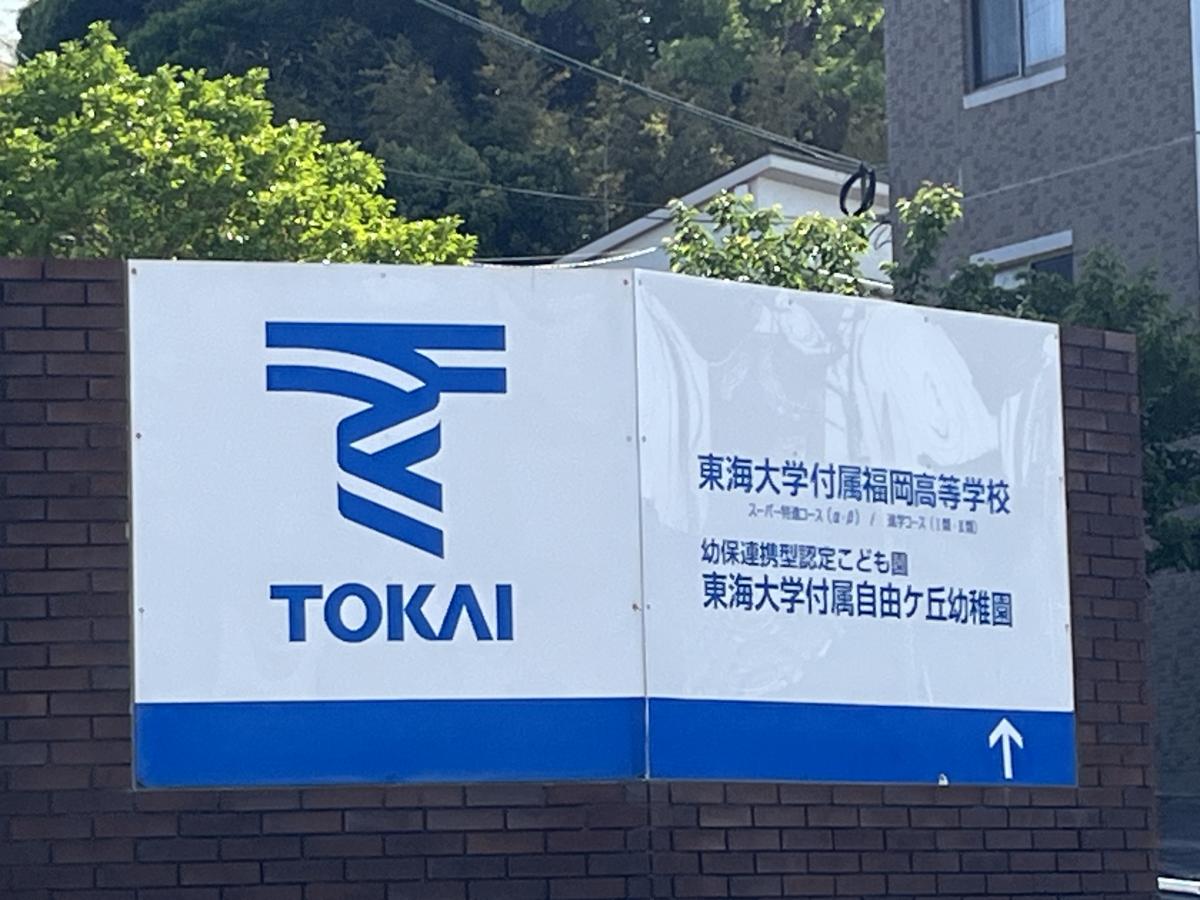 TOKAI
東海大学付属福岡高等学校
スーパー特進コース（α・β） / 進学コース（Ⅰ類・Ⅱ類）
幼保連携型認定こども園
東海大学付属自由ケ丘幼稚園